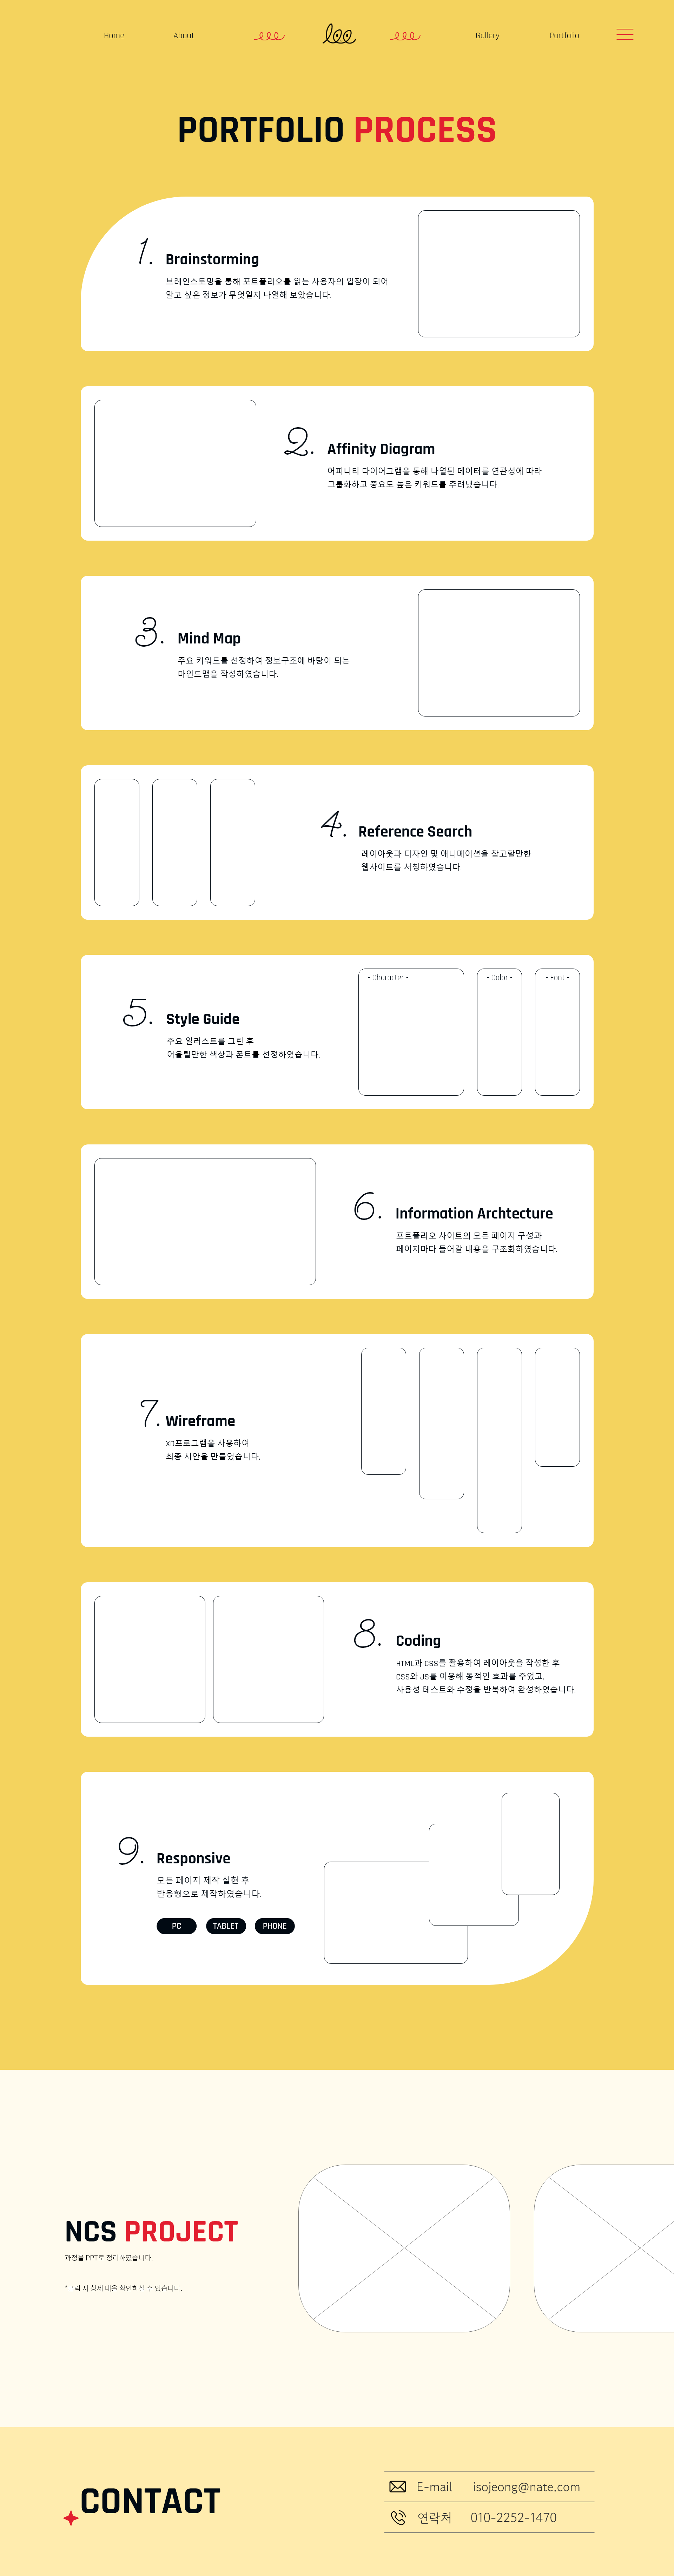 Home About lee Gallery Portfolio
PORTFOLIO PROCESS
1. Brainstorming
브레인스토밍을 통해 포트폴리오를 읽는 사용자의 입장이 되어
알고 싶은 정보가 무엇일지 나열해 보았습니다.
2. Affinity Diagram
어피니티 다이어그램을 통해 나열된 데이터를 연관성에 따라
그룹화하고 중요도 높은 키워드를 추려냈습니다.
3. Mind Map
주요 키워드를 선정하여 정보구조에 바탕이 되는
마인드맵을 작성하였습니다.
4. Reference Search
레이아웃과 디자인 및 애니메이션을 참고할만한
웹사이트를 서칭하였습니다.
- Character - - Color - - Font -
5. Style Guide
주요 일러스트를 그린 후
어울릴만한 색상과 폰트를 선정하였습니다.
6. Information Archtecture
포트폴리오 사이트의 모든 페이지 구성과
페이지마다 들어갈 내용을 구조화하였습니다.
7. Wireframe
XD프로그램을 사용하여
최종 시안을 만들었습니다.
8. Coding
HTML과 CSS를 활용하여 레이아웃을 작성한 후
CSS와 JS를 이용해 동적인 효과를 주었고,
사용성 테스트와 수정을 반복하여 완성하였습니다.
9. Responsive
모든 페이지 제작 실현 후
반응형으로 제작하였습니다.
PC TABLET PHONE
NCS PROJECT
과정을 PPT로 정리하였습니다.
*클릭 시 상세 내용 확인하실 수 있습니다.
CONTACT
E-mail isojeong@nate.com
연락처 010-2252-1470